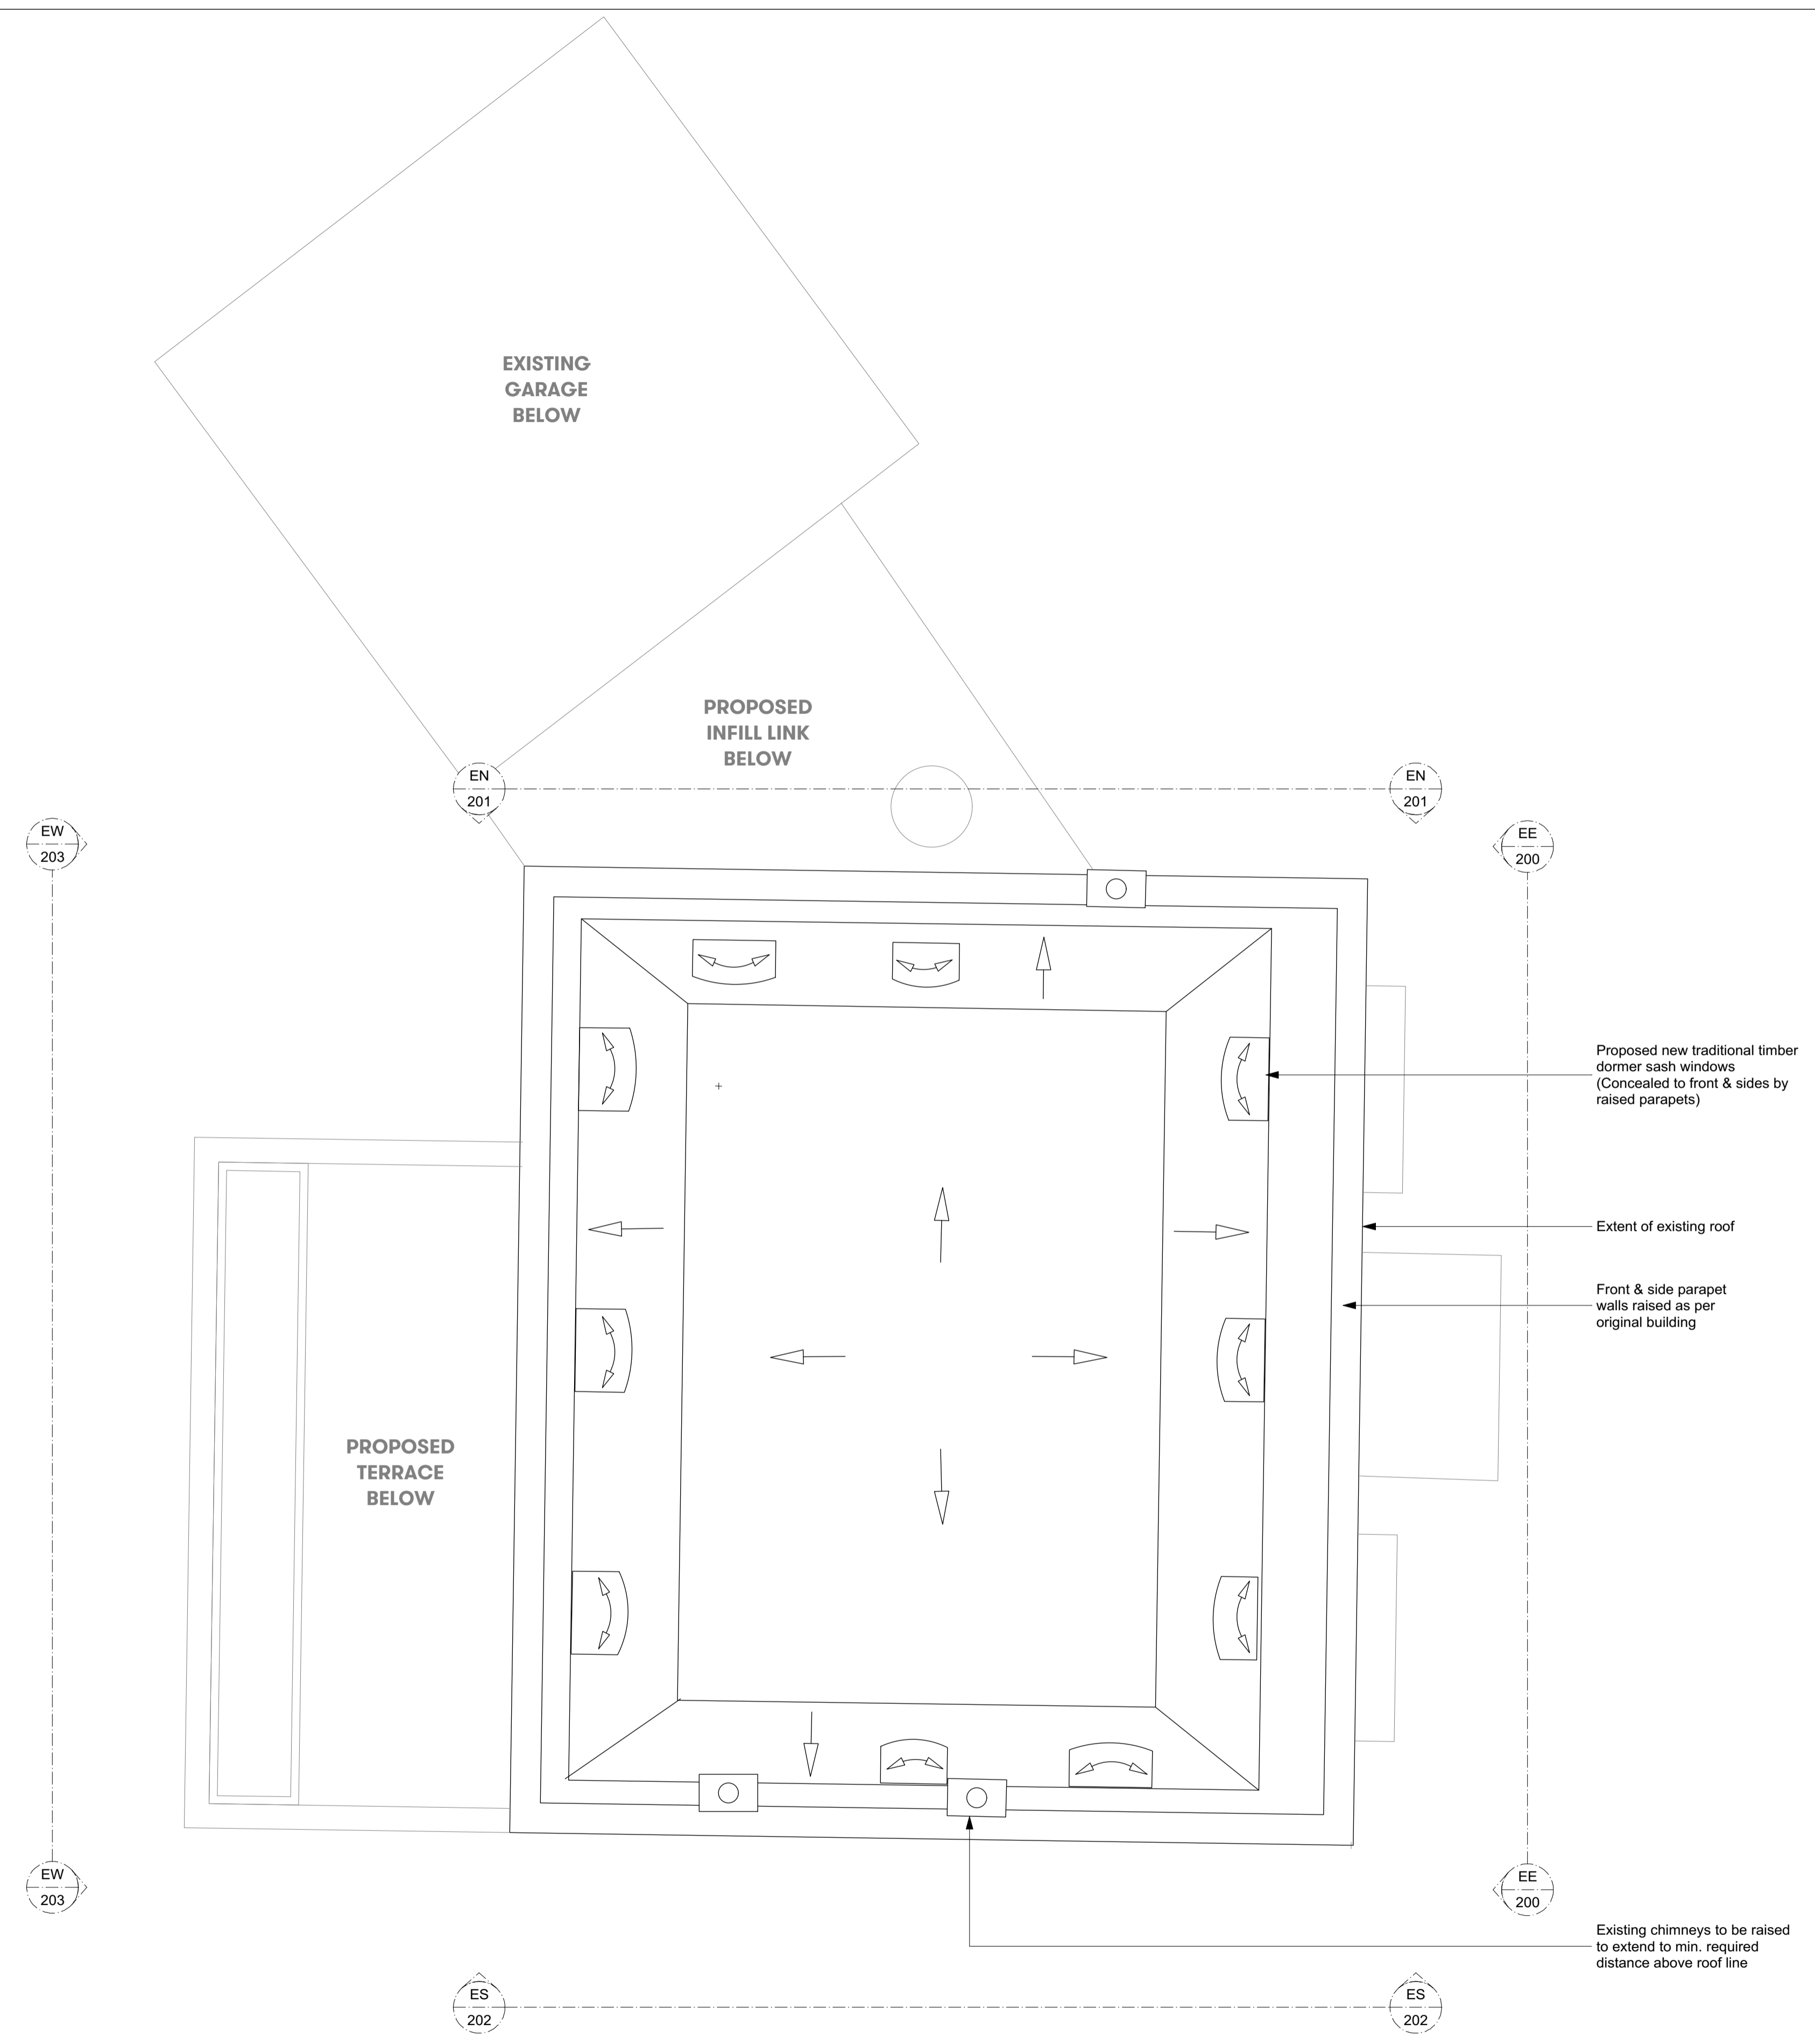 EXISTING
GARAGE
BELOW
PROPOSED
INFILL LINK
BELOW
EN
201
EN
201
EW
203
EE
200
Proposed new traditional timber
dormer sash windows
(Concealed to front & sides by
raised parapets)
Extent of existing roof
Front & side parapet
walls raised as per
original building
PROPOSED
TERRACE
BELOW
EW
203
EE
200
Existing chimneys to be raised
to extend to min. required
distance above roof line
ES
202
ES
202